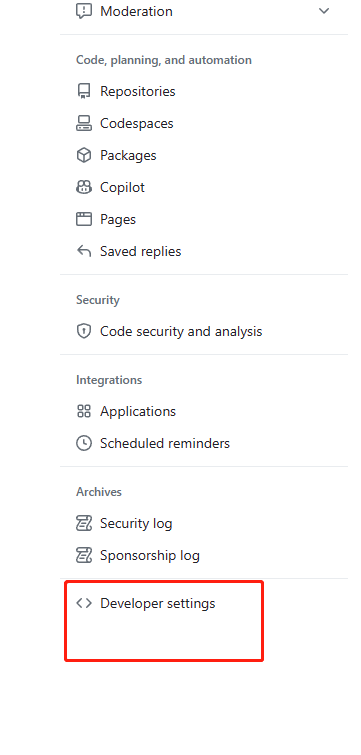 Moderation
Code, planning, and automation
Repositories
Codespaces
Packages
Copilot
Pages
Saved replies
Security
Code security and analysis
Integrations
Applications
Scheduled reminders
Archives
Security log
Sponsorship log
Developer settings